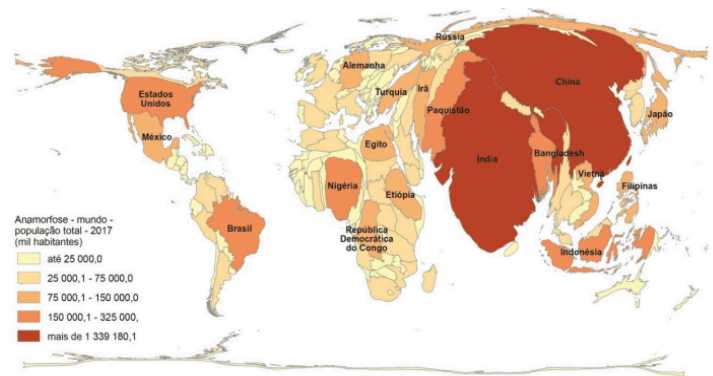 Rússia
Alemanha
China
Turquia
Irã
Estados
Unidos
Paquistão
Japão
México
Egito
Índia
Bangladesh
Vietnã
Nigéria
Etiópia
Filipinas
Brasil
República
Democrática
do Congo
Indonésia
Anamorfose - mundo -
população total - 2017
(mil habitantes)
até 25 000,0
25 000,1 - 75 000,0
75 000,1 - 150 000,0
150 000,1 - 325 000,
mais de 1 339 180,1